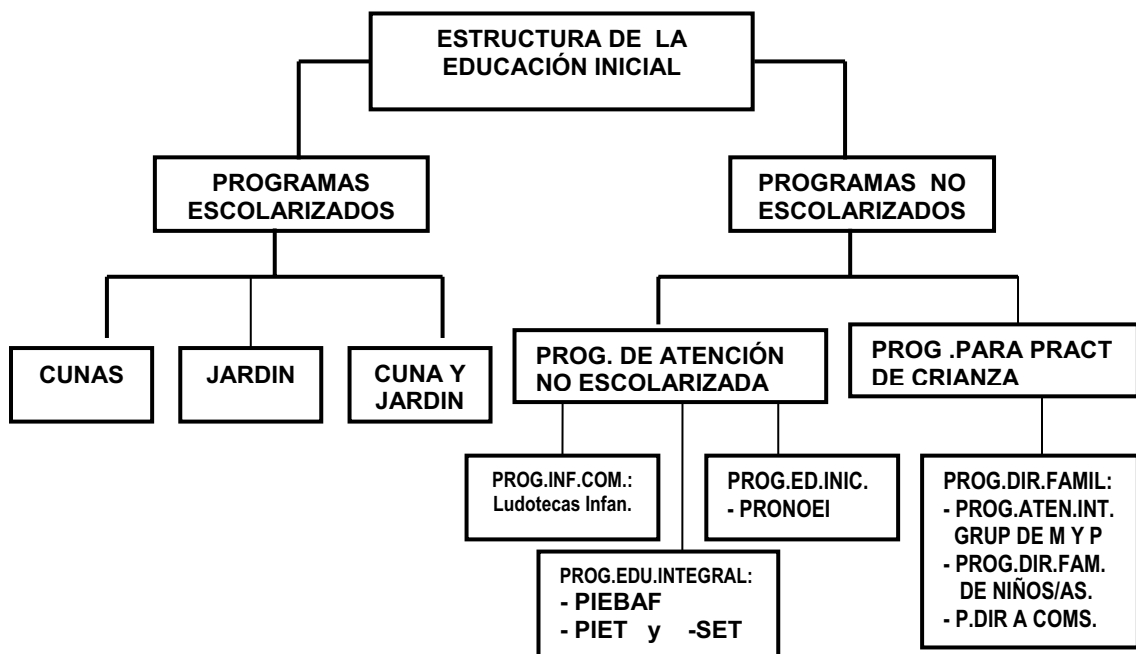 ESTRUCTURA DE LA
EDUCACIÓN INICIAL
PROGRAMAS
ESCOLARIZADOS
PROGRAMAS NO
ESCOLARIZADOS
CUNAS
JARDIN
CUNA Y
JARDIN
PROG. DE ATENCIÓN
NO ESCOLARIZADA
PROG .PARA PRACT
DE CRIANZA
PROG.INF.COM.:
Ludotecas Infan.
PROG.EDU.INTEGRAL:
- PIEBAF
- PIET y -SET
PROG.ED.INIC.
- PRONOEI
PROG.DIR.FAMIL:
- PROG.ATEN.INT.
GRUP DE M Y P
- PROG.DIR.FAM.
DE NIÑOS/AS.
- P.DIR A COMS.